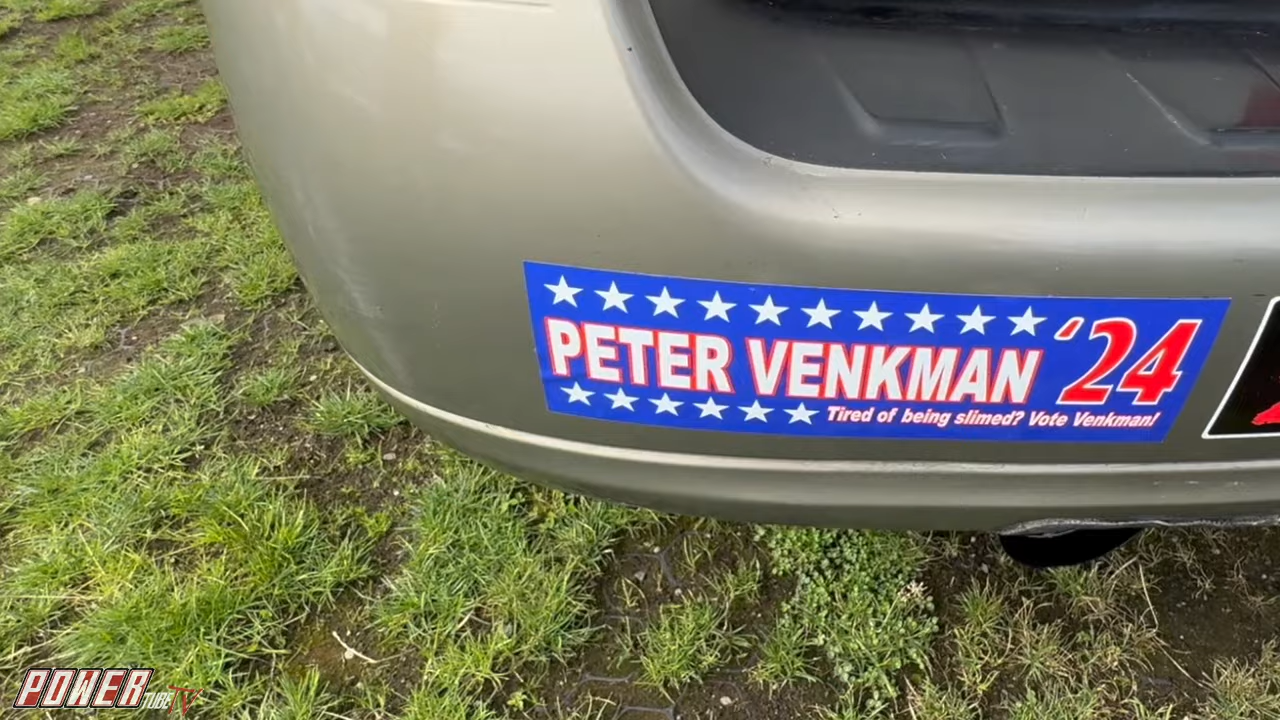 PETER VENKMAN '24
Tired of being slimed? Vote Venkman!
POWER
TUBE TV